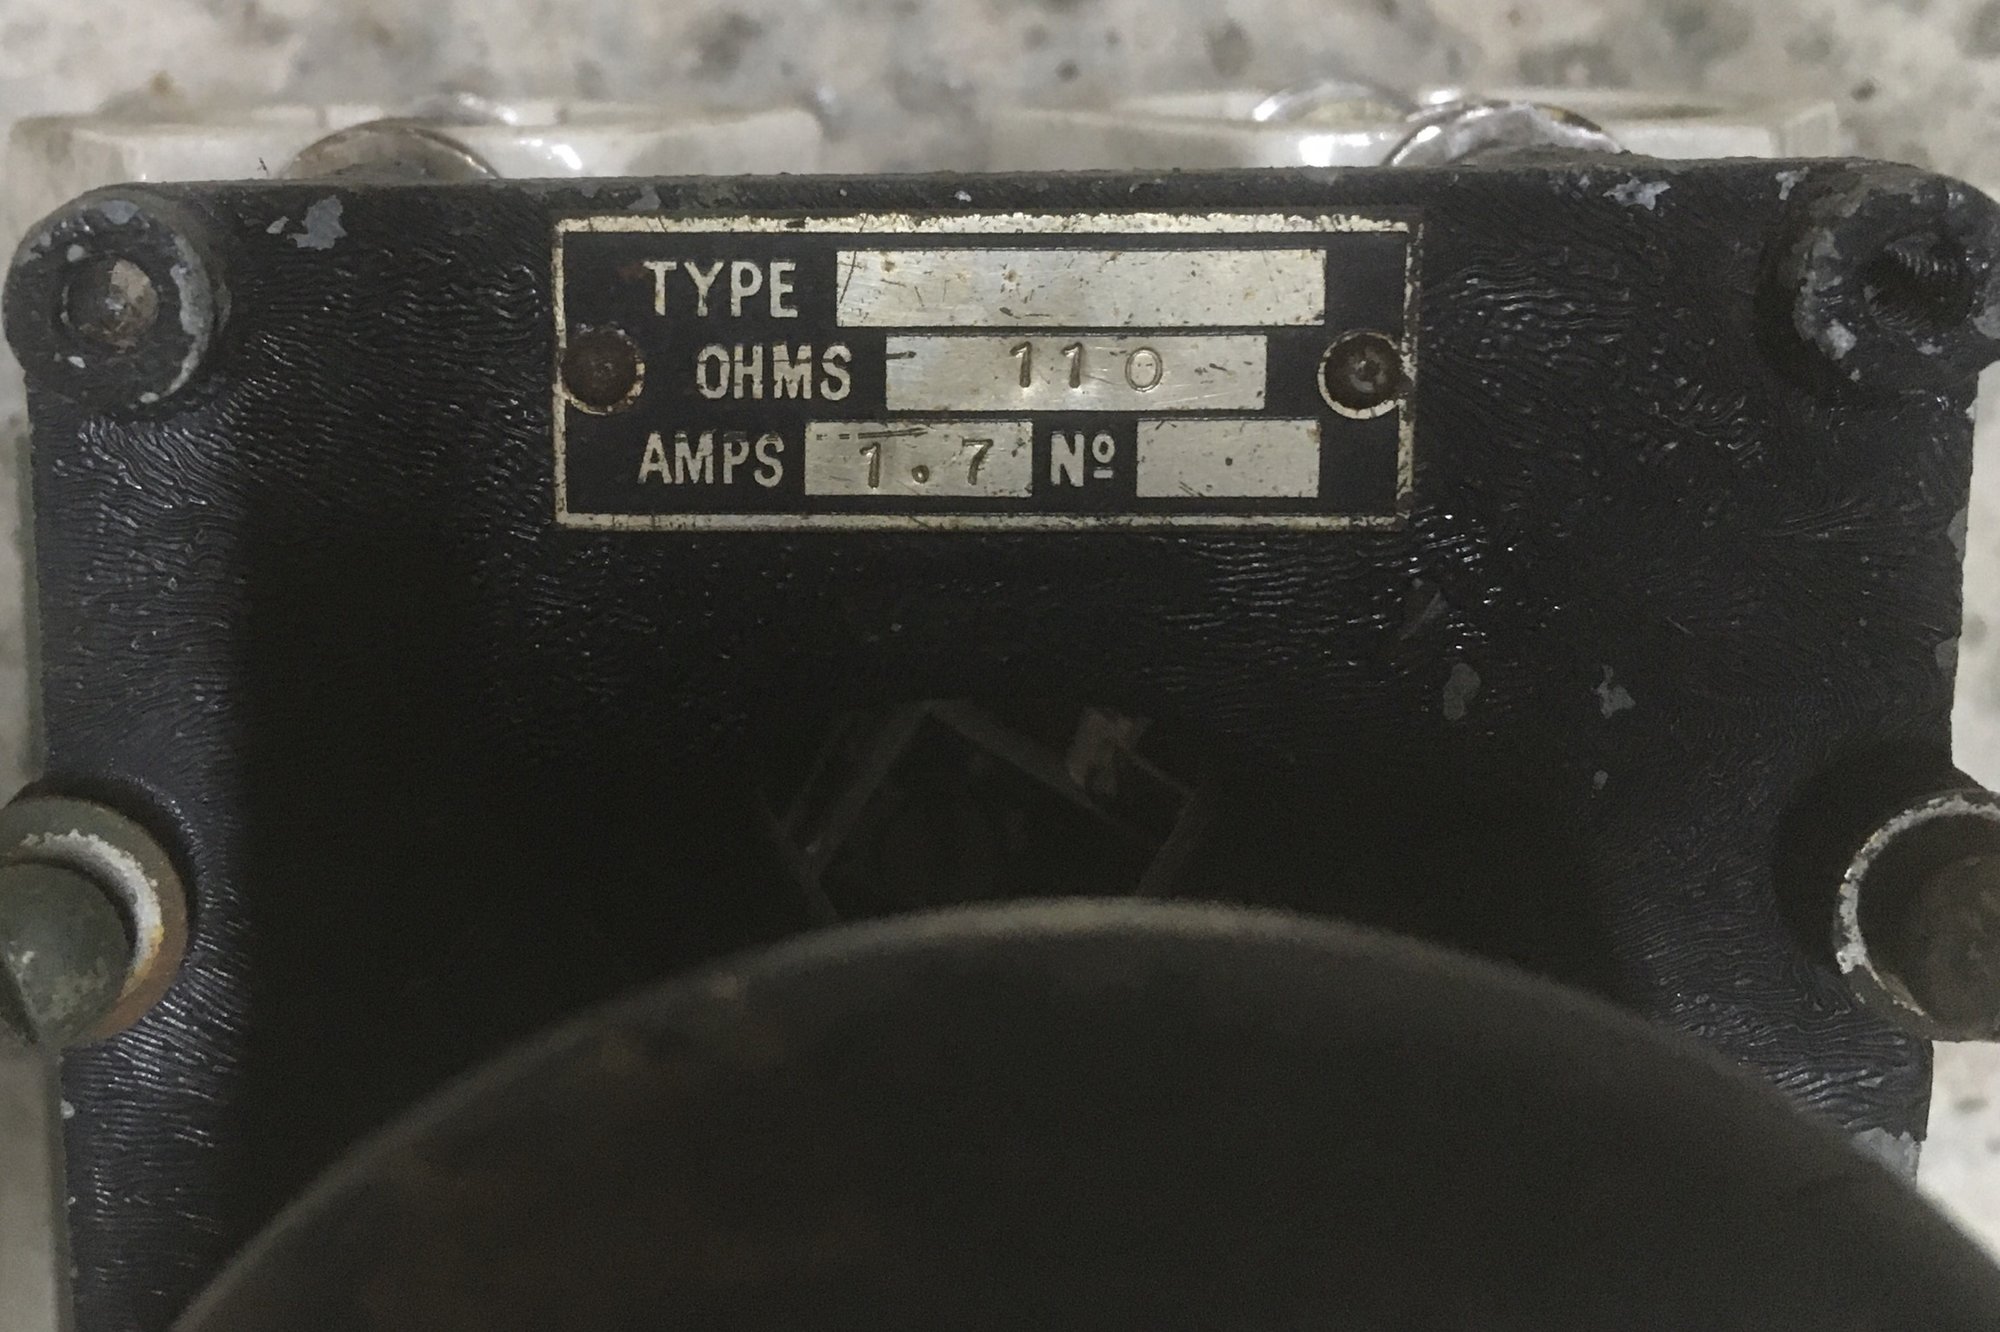 TYPE
OHMS 110
AMPS 1.7 Nº .